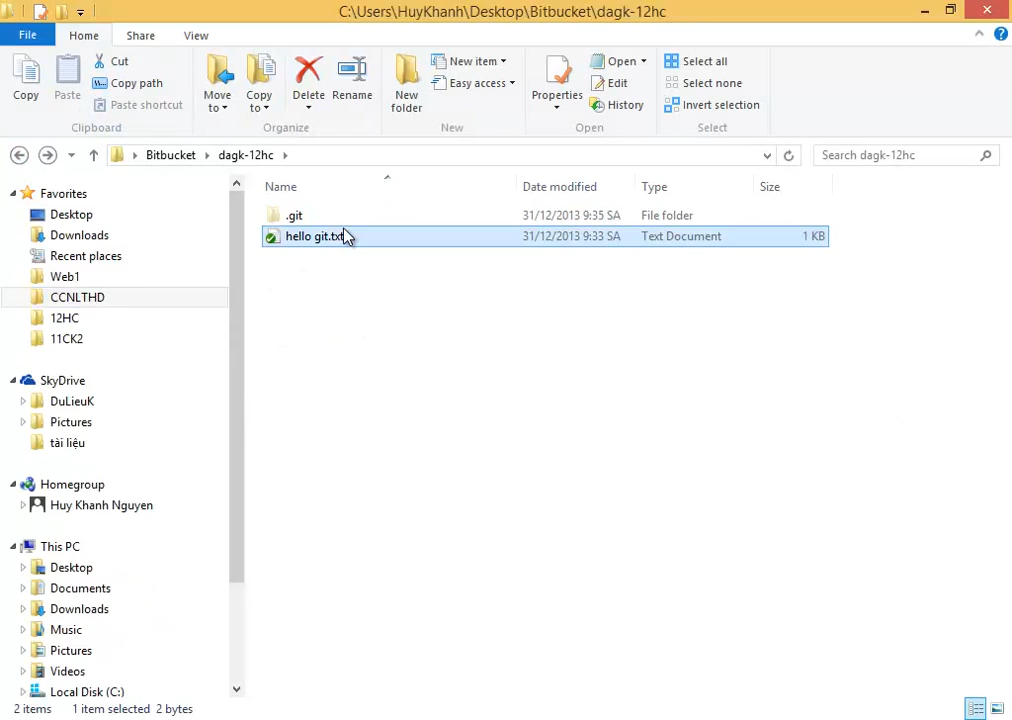 C:\Users\HuyKhanh\Desktop\Bitbucket\dagk-12hc
File
Home
Share
View
Copy
Paste
Cut
Copy path
Paste shortcut
Clipboard
Move to
Copy to
Delete
Rename
Organize
New folder
New item
Easy access
New
Properties
Open
Edit
History
Open
Select all
Select none
Invert selection
Select
Bitbucket
dagk-12hc
Search dagk-12hc
Name
Date modified
Type
Size
.git
31/12/2013 9:35 SA
File folder
hello git.txt
31/12/2013 9:33 SA
Text Document
1 KB
Favorites
Desktop
Downloads
Recent places
Web1
CCNLTHD
12HC
11CK2
SkyDrive
DuLieuK
Pictures
tài liệu
Homegroup
Huy Khanh Nguyen
This PC
Desktop
Documents
Downloads
Music
Pictures
Videos
Local Disk (C:)
2 items
1 item selected 2 bytes